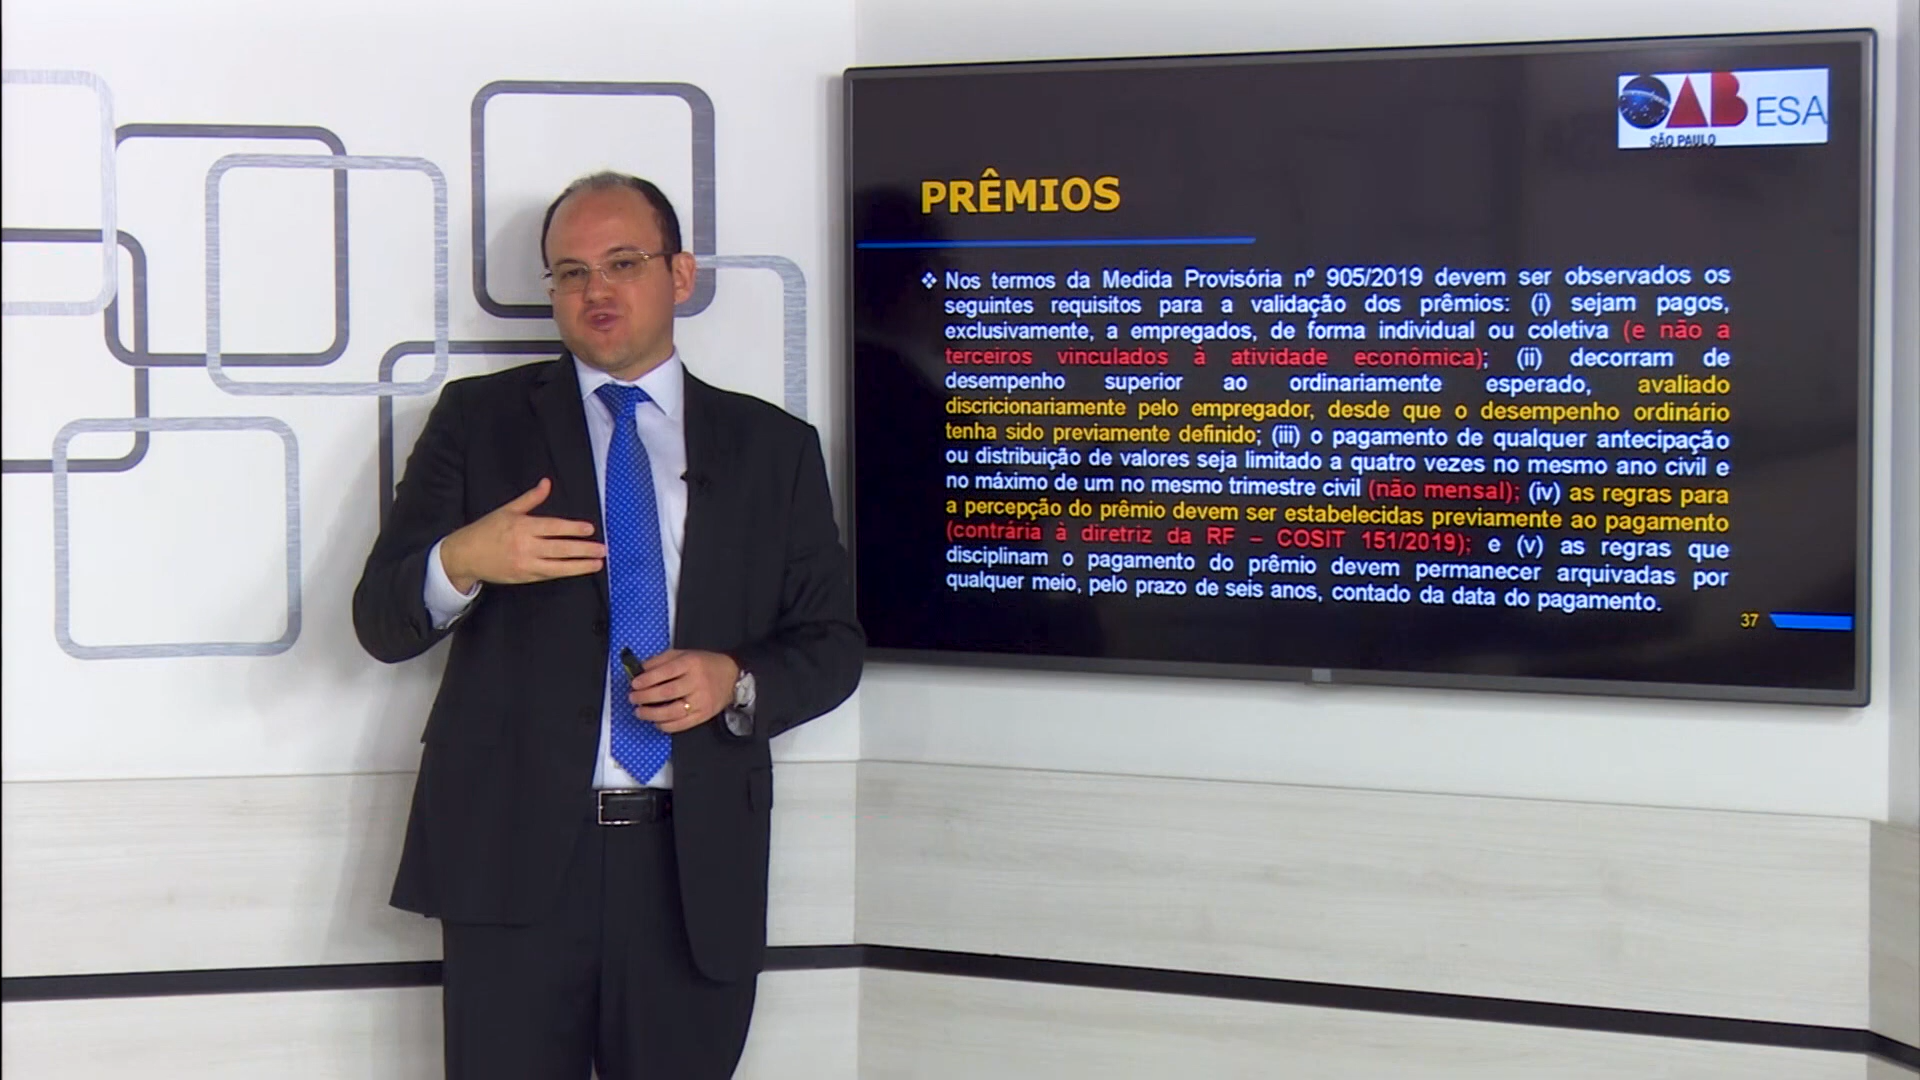 OAB ESA
SÃO PAULO
PRÊMIOS
❖ Nos termos da Medida Provisória nº 905/2019 devem ser observados os
seguintes requisitos para a validação dos prêmios: (i) sejam pagos,
exclusivamente, a empregados, de forma individual ou coletiva (e não a
terceiros vinculados à atividade econômica); (ii) decorram de
desempenho superior ao ordinariamente esperado, avaliado
discricionariamente pelo empregador, desde que o desempenho ordinário
tenha sido previamente definido; (iii) o pagamento de qualquer antecipação
ou distribuição de valores seja limitado a quatro vezes no mesmo ano civil e
no máximo de um no mesmo trimestre civil (não mensal); (iv) as regras para
a percepção do prêmio devem ser estabelecidas previamente ao pagamento
(contrária à diretriz da RF – COSIT 151/2019); e (v) as regras que
disciplinam o pagamento do prêmio devem permanecer arquivadas por
qualquer meio, pelo prazo de seis anos, contado da data do pagamento.
37